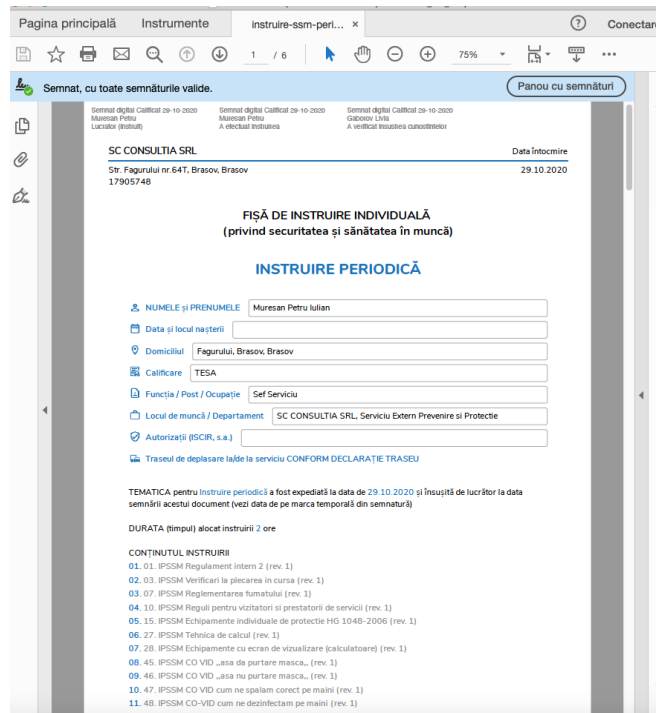 Pagina principală Instrumente instruire-ssm-peri... × ? Conectare
1 / 6 75%
Semnat, cu toate semnăturile valide. Panou cu semnături
Semnat digital Calificat 29-10-2020 Semnat digital Calificat 29-10-2020 Semnat digital Calificat 29-10-2020
Muresan Petru Muresan Petru Gaborov Livia
Lucrator (Instruit) A efectuat Instruirea A verificat Insusirea cunostintelor
SC CONSULTIA SRL Data întocmire
Str. Fagurului nr.64T, Brasov, Brasov 29.10.2020
17905748
FIȘĂ DE INSTRUIRE INDIVIDUALĂ
(privind securitatea și sănătatea în muncă)
INSTRUIRE PERIODICĂ
NUMELE și PRENUMELE Muresan Petru Iulian
Data și locul nașterii
Domiciliul Fagurului, Brasov, Brasov
Calificare TESA
Funcția / Post / Ocupație Sef Serviciu
Locul de muncă / Departament SC CONSULTIA SRL, Serviciu Extern Prevenire si Protectie
Autorizații (ISCIR, s.a.)
Traseul de deplasare la/de la serviciu CONFORM DECLARAȚIE TRASEU
TEMATICA pentru Instruire periodică a fost expediată la data de 29.10.2020 și însușită de lucrător la data
semnării acestui document (vezi data de pe marca temporală din semnatură)
DURATA (timpul) alocat instruirii 2 ore
CONȚINUTUL INSTRUIRII
01. 01. IPSSM Regulament intern 2 (rev. 1)
02. 03. IPSSM Verificari la plecarea in cursa (rev. 1)
03. 07. IPSSM Reglementarea fumatului (rev. 1)
04. 10. IPSSM Reguli pentru vizitatori si prestatorii de servicii (rev. 1)
05. 15. IPSSM Echipamente individuale de protectie HG 1048-2006 (rev. 1)
06. 27. IPSSM Tehnica de calcul (rev. 1)
07. 28. IPSSM Echipamente cu ecran de vizualizare (calculatoare) (rev. 1)
08. 45. IPSSM CO VID „asa da purtare masca„ (rev. 1)
09. 46. IPSSM CO VID „asa nu purtare masca„ (rev. 1)
10. 47. IPSSM CO VID cum ne spalam corect pe maini (rev. 1)
11. 48. IPSSM CO-VID cum ne dezinfectam pe maini (rev. 1)